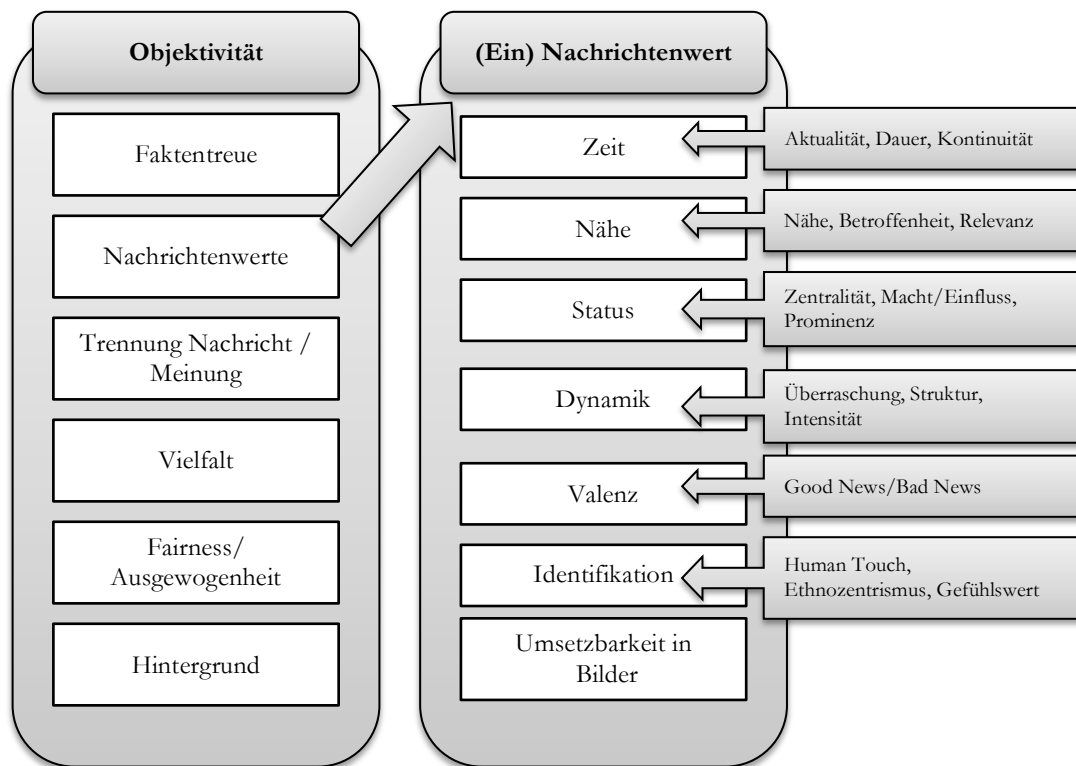 Objektivität
Faktentreue
Nachrichtenwerte
Trennung Nachricht /
Meinung
Vielfalt
Fairness/
Ausgewogenheit
Hintergrund
(Ein) Nachrichtenwert
Zeit
Aktualität, Dauer, Kontinuität
Nähe
Nähe, Betroffenheit, Relevanz
Status
Zentralität, Macht/Einfluss,
Prominenz
Dynamik
Überraschung, Struktur,
Intensität
Valenz
Good News/Bad News
Identifikation
Human Touch,
Ethnozentrismus, Gefühlswert
Umsetzbarkeit in
Bilder